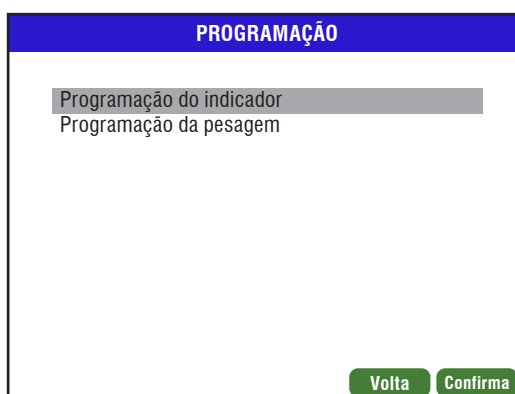 PROGRAMAÇÃO
Programação do indicador
Programação da pesagem
Volta Confirma